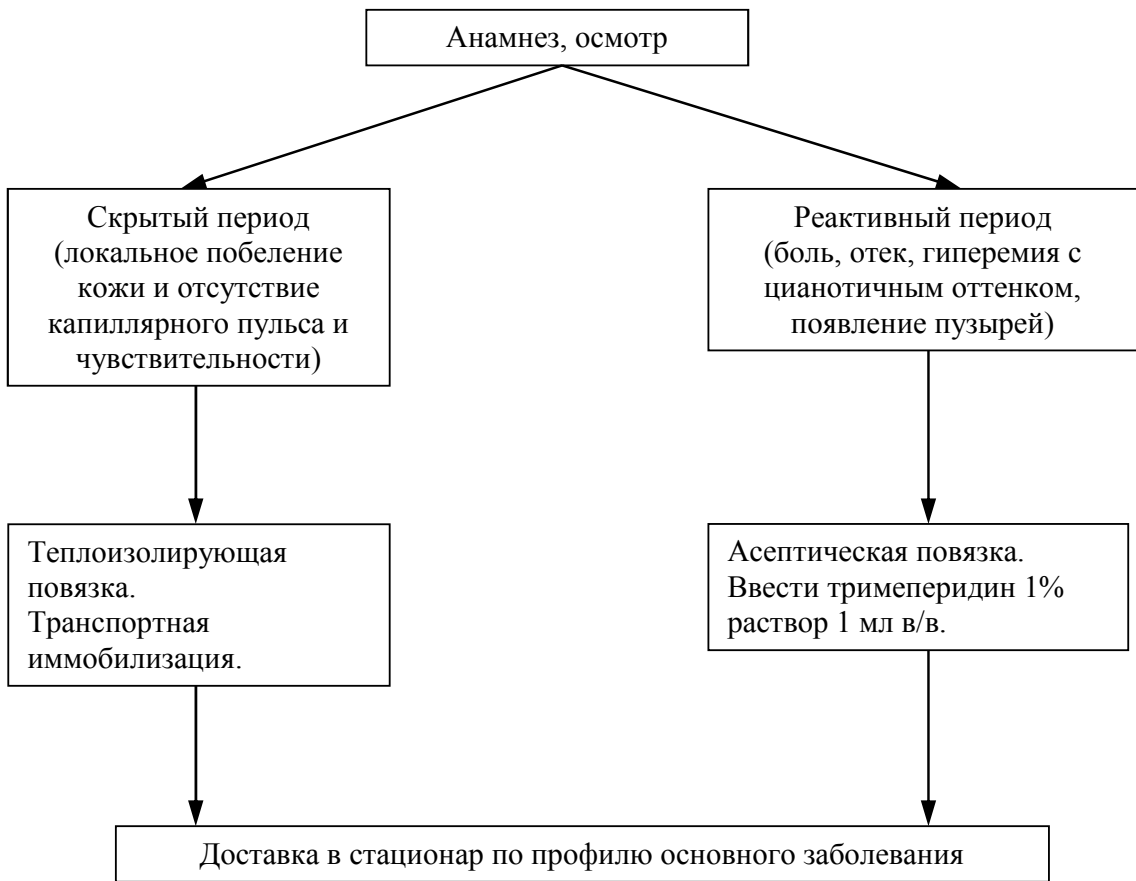 Анамнез, осмотр
Скрытый период
(локальное побеление
кожи и отсутствие
капиллярного пульса и
чувствительности)
Реактивный период
(боль, отек, гиперемия с
цианотичным оттенком,
появление пузырей)
Теплоизолирующая
повязка.
Транспортная
иммобилизация.
Асептическая повязка.
Ввести тримеперидин 1%
раствор 1 мл в/в.
Доставка в стационар по профилю основного заболевания